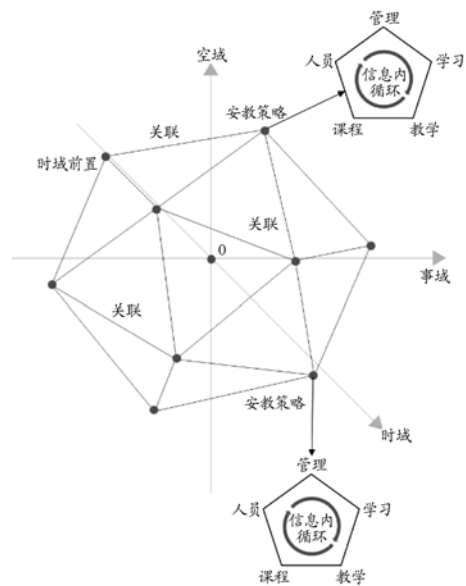 管理
人员
学习
信息内
循环
课程
教学
空域
安教策略
关联
时域前置
关联
0
事域
关联
安教策略
时域
管理
人员
学习
信息内
循环
课程
教学